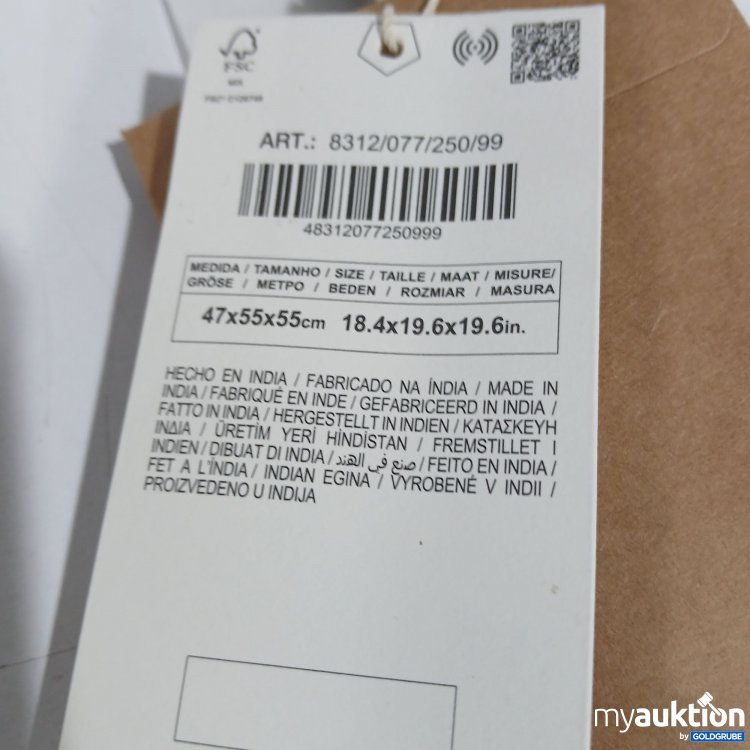 FSC
MIX
ART.: 8312/077/250/99
48312077250999
MEDIDA / TAMANHO / SIZE / TAILLE / MAAT / MISURE/
GRÖSE / METPO / BEDEN / ROZMIAR / MASURA
47x55x55cm 18.4x19.6x19.6in.
HECHO EN INDIA / FABRICADO NA ÍNDIA / MADE IN
INDIA / FABRIQUÉ EN INDE / GEFABRICEERD IN INDIA /
FATTO IN INDIA / HERGESTELLT IN INDIEN / ΚΑΤΑΣΚΕΥΗ
ΙΝΔΙΑ / ÜRETİM YERİ HİNDİSTAN / FREMSTILLET I
INDIEN / DIBUAT DI INDIA / صنع في الهند / FEITO EN INDIA /
FET A L'ÍNDIA / INDIAN EGINA / VYROBENÉ V INDII /
PROIZVEDENO U INDIJA
myauktion
by GOLDGRUBE